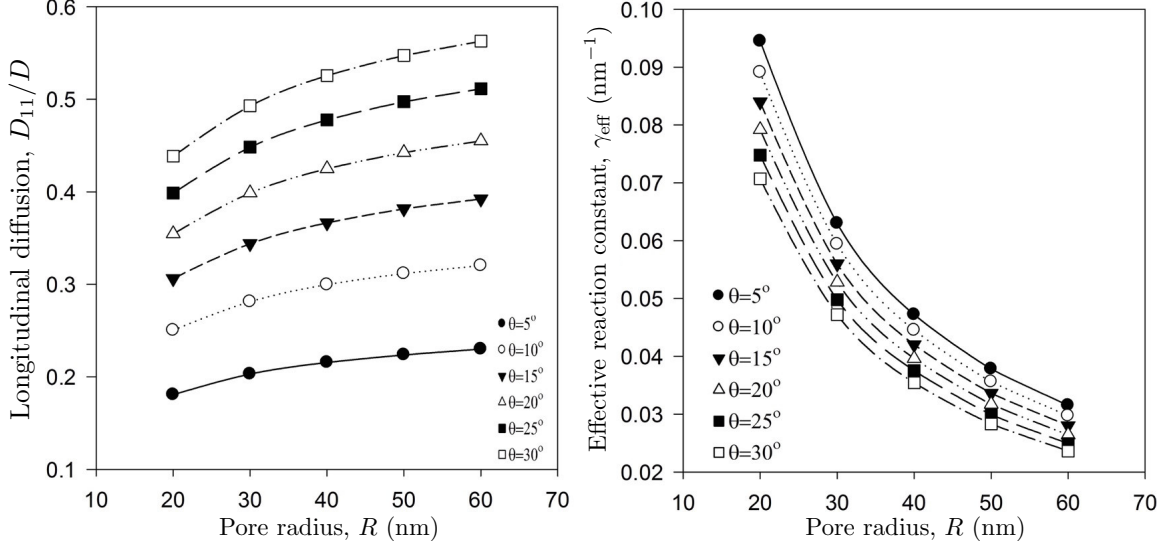 Longitudinal diffusion, D₁₁/D
0.6
0.5
0.4
0.3
0.2
0.1
10
20
30
40
50
60
70
Pore radius, R (nm)
θ=5°
θ=10°
θ=15°
θ=20°
θ=25°
θ=30°
Effective reaction constant, γeff (nm⁻¹)
0.10
0.09
0.08
0.07
0.06
0.05
0.04
0.03
0.02
10
20
30
40
50
60
70
Pore radius, R (nm)
θ=5°
θ=10°
θ=15°
θ=20°
θ=25°
θ=30°